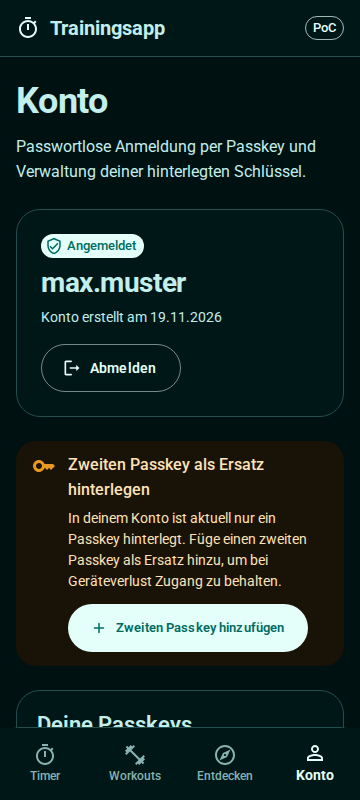 Trainingsapp
PoC
Konto
Passwortlose Anmeldung per Passkey und
Verwaltung deiner hinterlegten Schlüssel.
Angemeldet
max.muster
Konto erstellt am 19.11.2026
Abmelden
Zweiten Passkey als Ersatz
hinterlegen
In deinem Konto ist aktuell nur ein
Passkey hinterlegt. Füge einen zweiten
Passkey als Ersatz hinzu, um bei
Geräteverlust Zugang zu behalten.
Zweiten Passkey hinzufügen
Deine Passkeys
Timer
Workouts
Entdecken
Konto